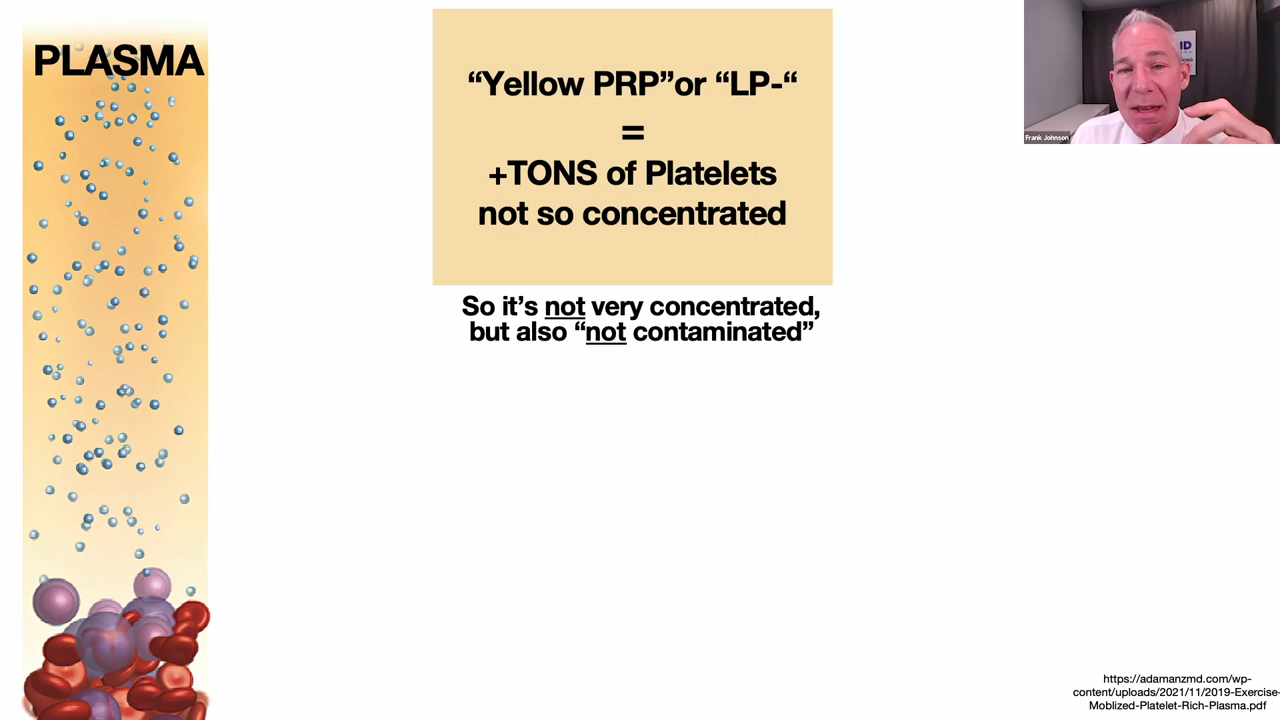 PLASMA
“Yellow PRP”or “LP-“
=
+TONS of Platelets
not so concentrated
So it’s not very concentrated,
but also “not contaminated”
Frank Johnson
https://adamanzmd.com/wp-
content/uploads/2021/11/2019-Exercise-
Moblized-Platelet-Rich-Plasma.pdf